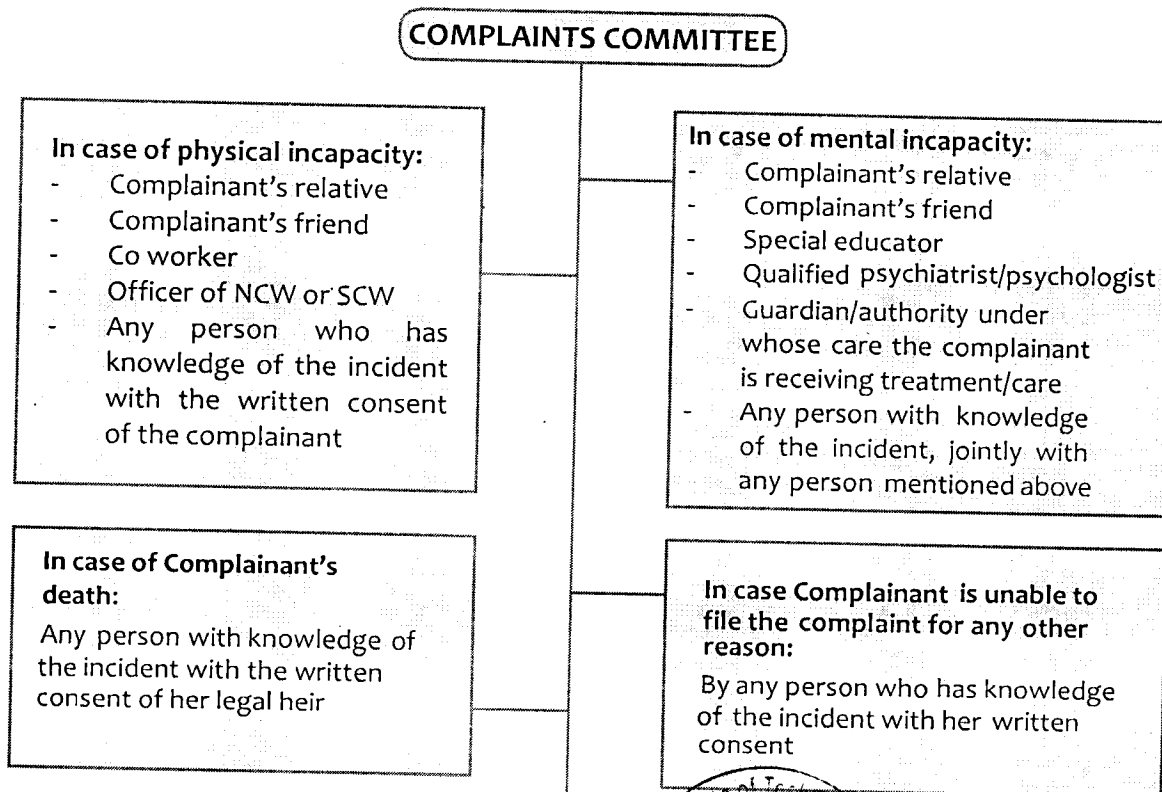 COMPLAINTS COMMITTEE
In case of physical incapacity:
- Complainant's relative
- Complainant's friend
- Co worker
- Officer of NCW or SCW
- Any person who has
knowledge of the incident
with the written consent
of the complainant
In case of mental incapacity:
- Complainant's relative
- Complainant's friend
- Special educator
- Qualified psychiatrist/psychologist
- Guardian/authority under
whose care the complainant
is receiving treatment/care
- Any person with knowledge
of the incident, jointly with
any person mentioned above
In case of Complainant's
death:
Any person with knowledge of
the incident with the written
consent of her legal heir
In case Complainant is unable to
file the complaint for any other
reason:
By any person who has knowledge
of the incident with her written
consent